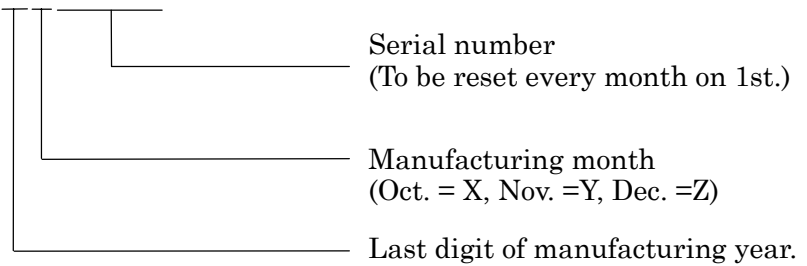 Serial number
(To be reset every month on 1st.)
Manufacturing month
(Oct. = X, Nov. =Y, Dec. =Z)
Last digit of manufacturing year.